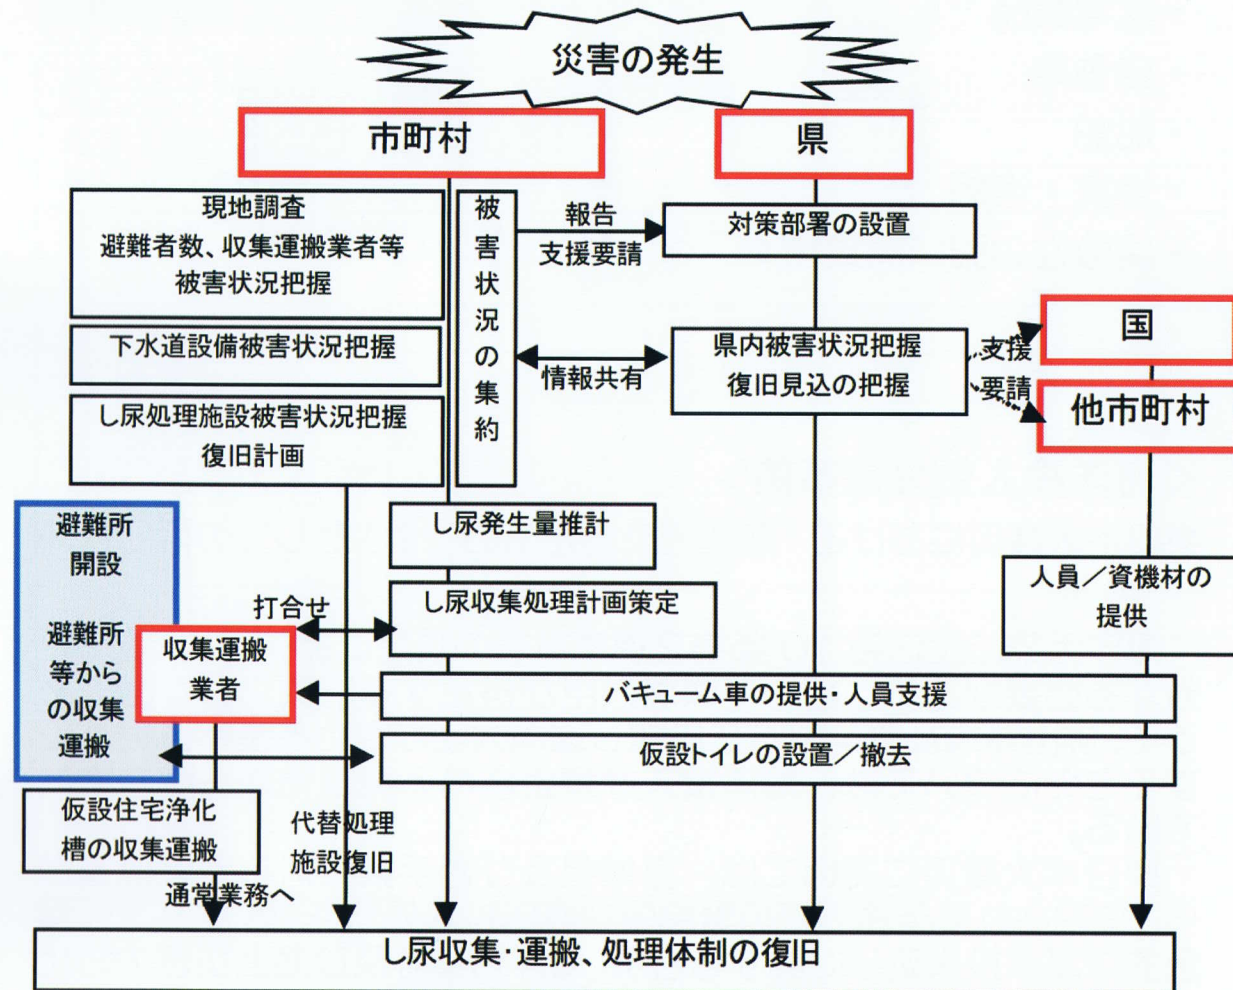 災害の発生
市町村
県
現地調査
避難者数、収集運搬業者等
被害状況把握
被害状況の集約
報告
支援要請
対策部署の設置
下水道設備被害状況把握
情報共有
県内被害状況把握
復旧見込の把握
支援
要請
国
他市町村
し尿処理施設被害状況把握
復旧計画
避難所
開設
し尿発生量推計
人員／資機材の
提供
打合せ
し尿収集処理計画策定
避難所
等から
の収集
運搬
収集運搬
業者
バキューム車の提供・人員支援
仮設トイレの設置／撤去
仮設住宅浄化
槽の収集運搬
代替処理
施設復旧
通常業務へ
し尿収集・運搬、処理体制の復旧